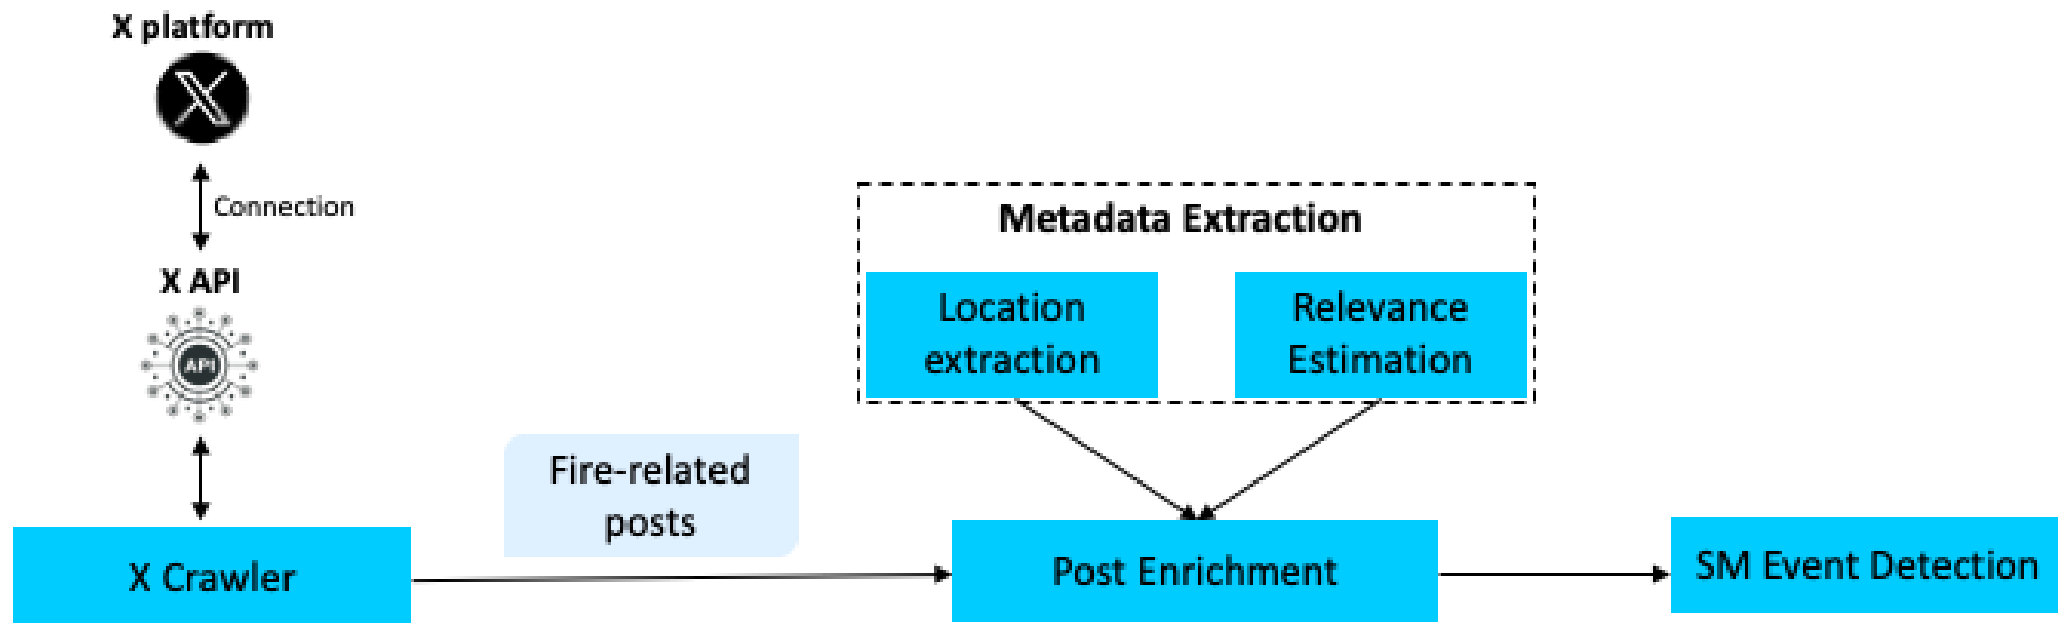 X platform
Connection
X API
API
X Crawler
Fire-related
posts
Metadata Extraction
Location
extraction
Relevance
Estimation
Post Enrichment
SM Event Detection